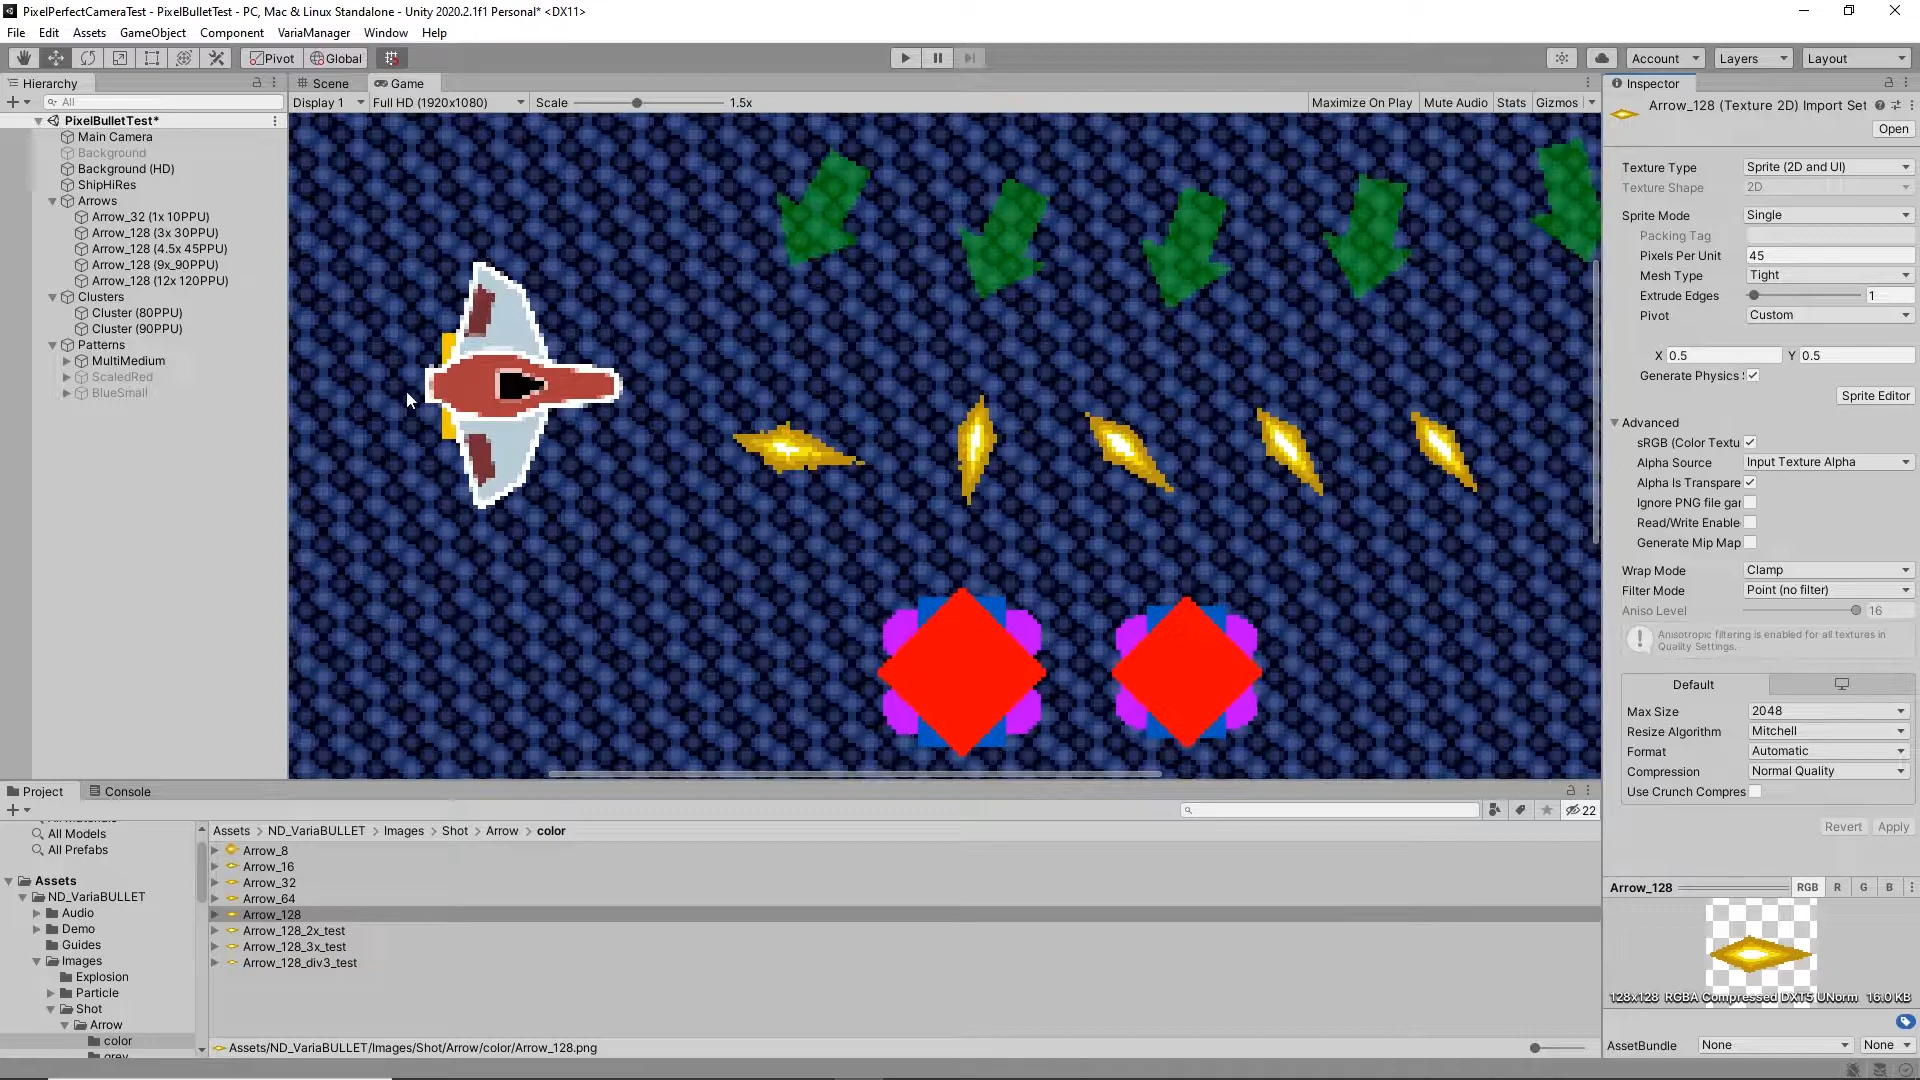 PixelPerfectCameraTest - PixelBulletTest - PC, Mac & Linux Standalone - Unity 2020.2.1f1 Personal* <DX11>
File Edit Assets GameObject Component VariaManager Window Help
Pivot Global Account Layers Layout
Hierarchy
All
PixelBulletTest*
Main Camera
Background
Background (HD)
ShipHiRes
Arrows
Arrow_32 (1x 10PPU)
Arrow_128 (3x 30PPU)
Arrow_128 (4.5x 45PPU)
Arrow_128 (9x_90PPU)
Arrow_128 (12x 120PPU)
Clusters
Cluster (80PPU)
Cluster (90PPU)
Patterns
MultiMedium
ScaledRed
BlueSmall
Scene Game
Display 1 Full HD (1920x1080) Scale 1.5x Maximize On Play Mute Audio Stats Gizmos
Inspector
Arrow_128 (Texture 2D) Import Set
Open
Texture Type Sprite (2D and UI)
Texture Shape 2D
Sprite Mode Single
Packing Tag
Pixels Per Unit 45
Mesh Type Tight
Extrude Edges 1
Pivot Custom
X 0.5 Y 0.5
Generate Physics S
Sprite Editor
Advanced
sRGB (Color Textu
Alpha Source Input Texture Alpha
Alpha Is Transpare
Ignore PNG file gar
Read/Write Enable
Generate Mip Map
Wrap Mode Clamp
Filter Mode Point (no filter)
Aniso Level 16
Anisotropic filtering is enabled for all textures in
Quality Settings.
Default
Max Size 2048
Resize Algorithm Mitchell
Format Automatic
Compression Normal Quality
Use Crunch Compres
Revert Apply
Arrow_128 RGB R G B
128x128 RGBA Compressed DXT5 UNorm 16.0 KB
AssetBundle None None
Project Console
22
All Models
All Prefabs
Assets
ND_VariaBULLET
Audio
Demo
Guides
Images
Explosion
Particle
Shot
Arrow
color
grey
Assets > ND_VariaBULLET > Images > Shot > Arrow > color
Arrow_8
Arrow_16
Arrow_32
Arrow_64
Arrow_128
Arrow_128_2x_test
Arrow_128_3x_test
Arrow_128_div3_test
Assets/ND_VariaBULLET/Images/Shot/Arrow/color/Arrow_128.png